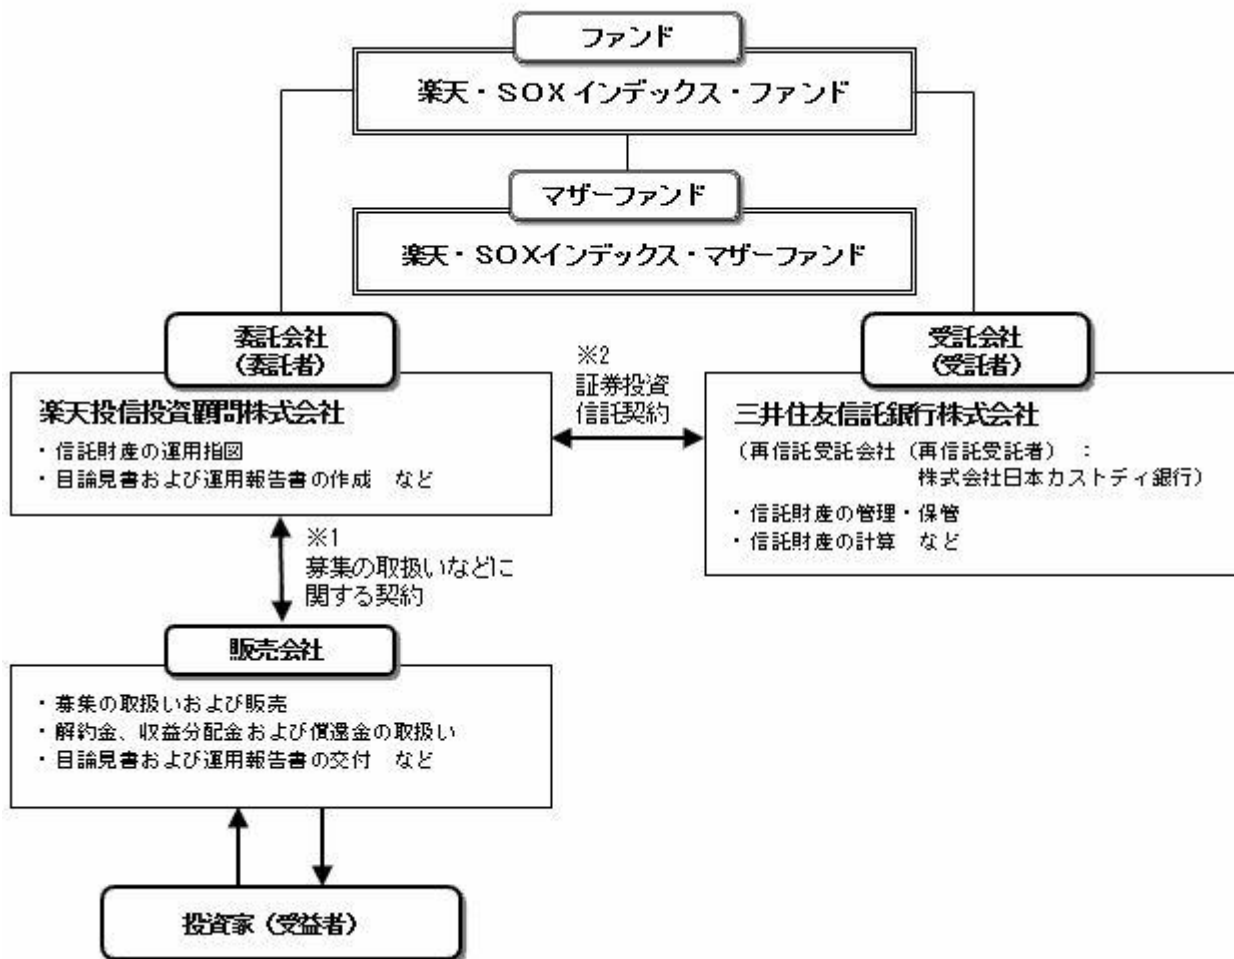 ファンド
楽天・SOXインデックス・ファンド
マザーファンド
楽天・SOXインデックス・マザーファンド
委託会社
(委託者)
楽天投信投資顧問株式会社
・信託財産の運用指図
・目論見書および運用報告書の作成 など
※2
証券投資
信託契約
受託会社
(受託者)
三井住友信託銀行株式会社
(再信託受託会社(再信託受託者) :
株式会社日本カストディ銀行)
・信託財産の管理・保管
・信託財産の計算 など
※1
募集の取扱いなどに
関する契約
販売会社
・募集の取扱いおよび販売
・解約金、収益分配金および償還金の取扱い
・目論見書および運用報告書の交付 など
投資家(受益者)